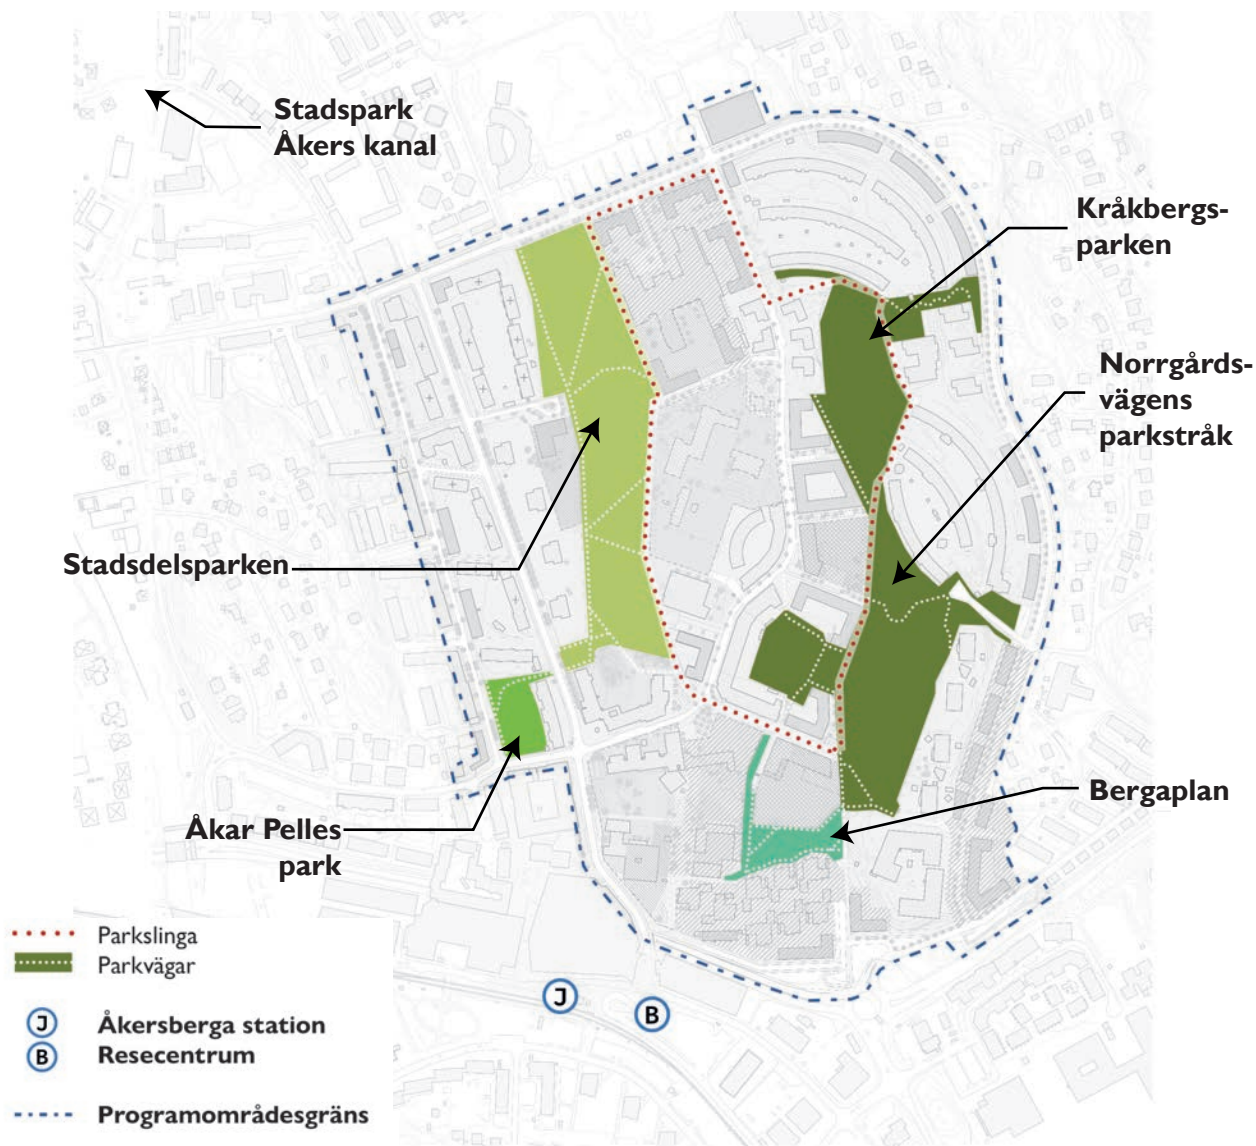 Stadspark
Åkers kanal
Kråkbergs-
parken
Norrgårds-
vägens
parkstråk
Stadsdelsparken
Bergaplan
Åkar Pelles
park
Parkslinga
Parkvägar
J
B
J
Åkersberga station
B
Resecentrum
Programområdesgräns